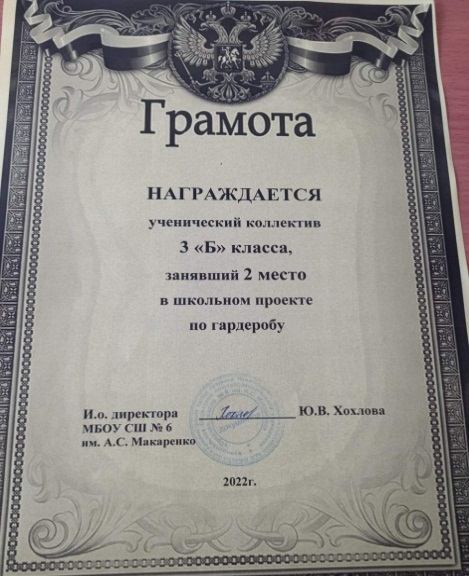 Грамота
НАГРАЖДАЕТСЯ
ученический коллектив
3 «Б» класса,
занявший 2 место
в школьном проекте
по гардеробу
И.о. директора Ю.В. Хохлова
МБОУ СШ № 6
им. А.С. Макаренко
2022г.